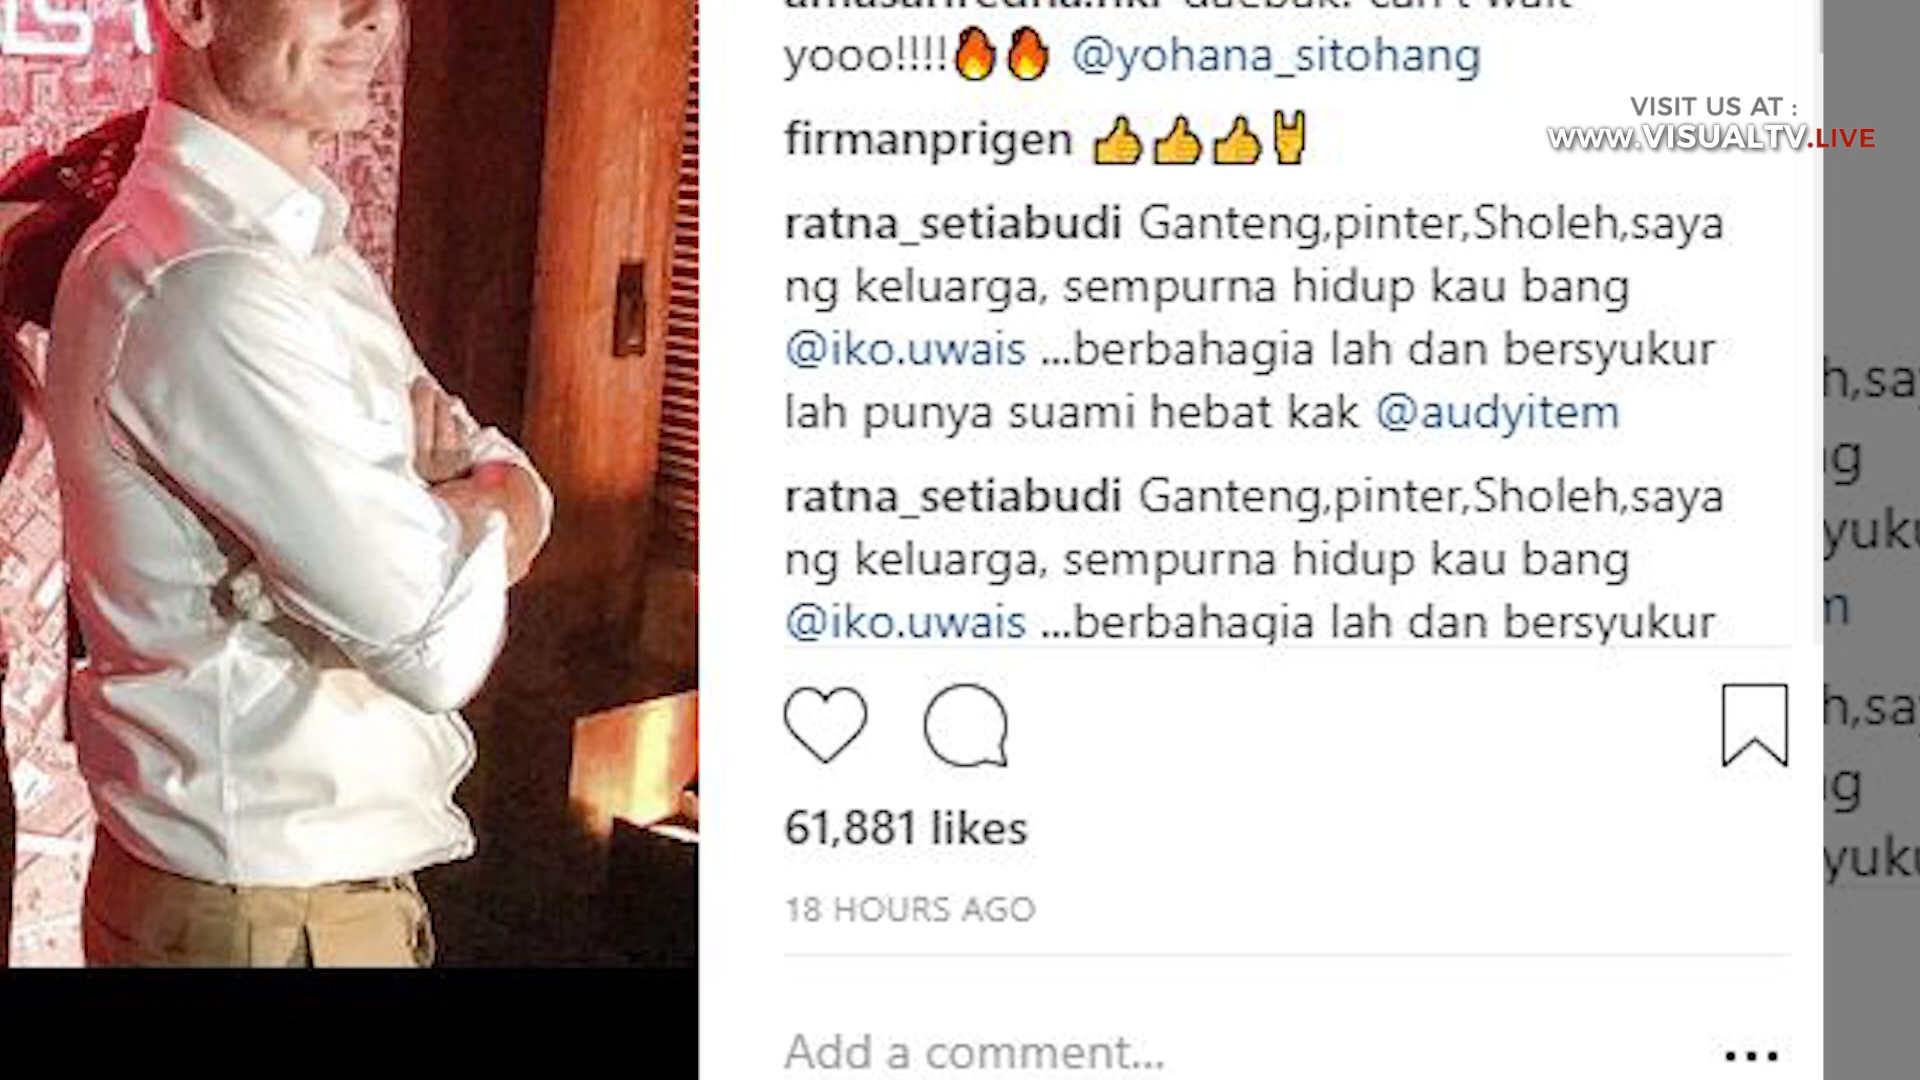 daebak! can't wait
yooo!!!!🔥🔥 @yohana_sitohang
VISIT US AT :
www.VISUALTV.LIVE
firmanprigen 👍👍👍🤘
ratna_setiabudi Ganteng,pinter,Sholeh,saya
ng keluarga, sempurna hidup kau bang
@iko.uwais ...berbahagia lah dan bersyukur
lah punya suami hebat kak @audyitem
ratna_setiabudi Ganteng,pinter,Sholeh,saya
ng keluarga, sempurna hidup kau bang
@iko.uwais ...berbahagia lah dan bersyukur
61,881 likes
18 HOURS AGO
Add a comment...